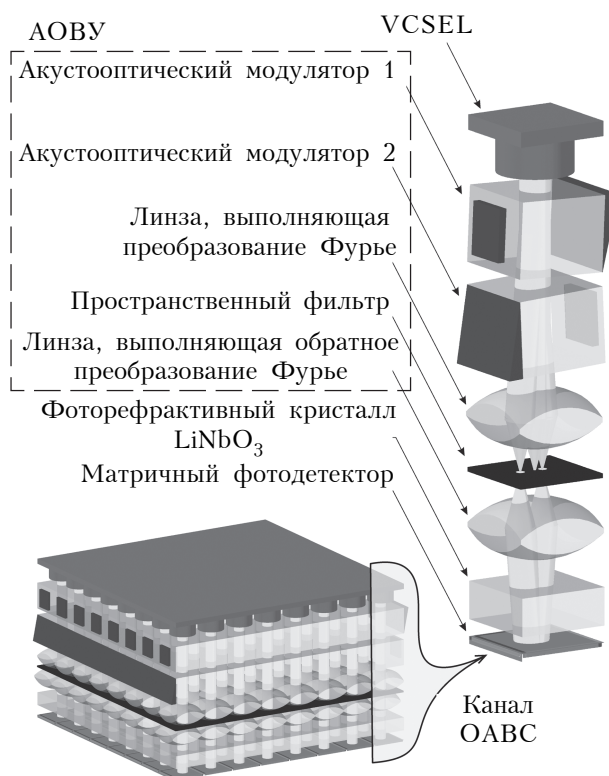 АОВУ
VCSEL
Акустооптический модулятор 1
Акустооптический модулятор 2
Линза, выполняющая
преобразование Фурье
Пространственный фильтр
Линза, выполняющая обратное
преобразование Фурье
Фоторефрактивный кристалл
LiNbO3
Матричный фотодетектор
Канал
ОАВС